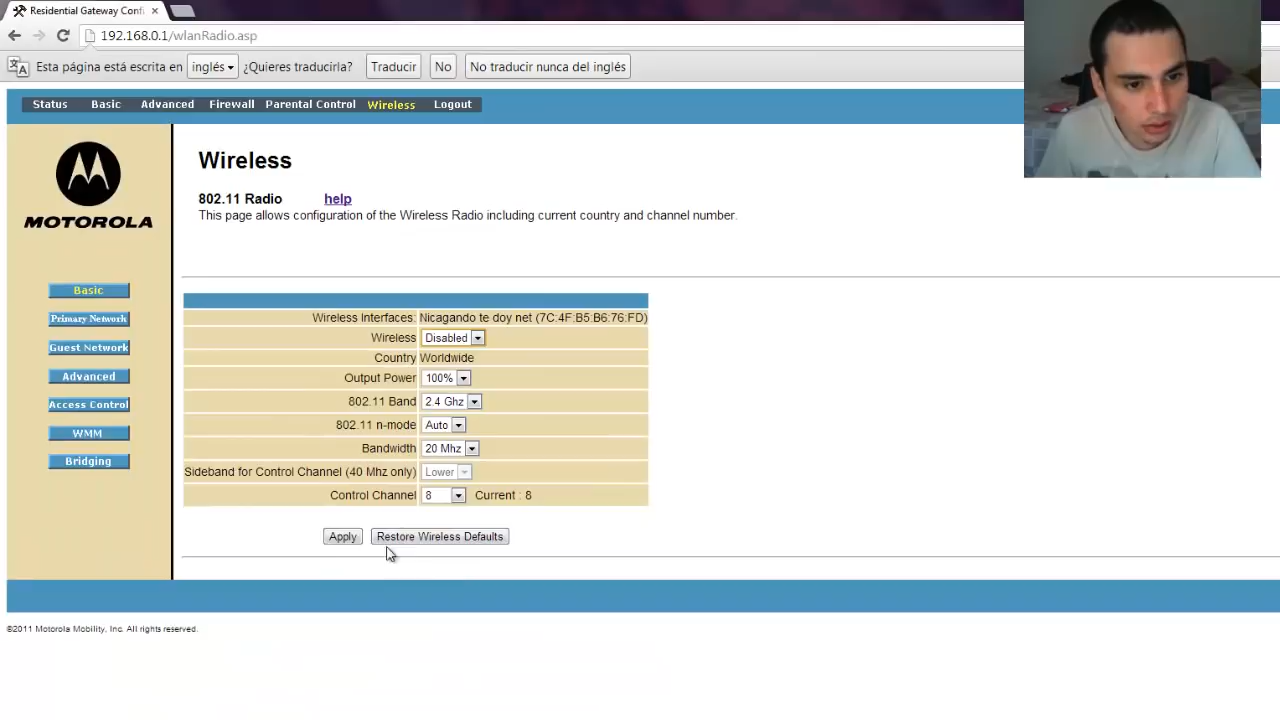 Residential Gateway Confi
192.168.0.1/wlanRadio.asp
Esta página está escrita en inglés ¿Quieres traducirla? Traducir No No traducir nunca del inglés
Status Basic Advanced Firewall Parental Control Wireless Logout
MOTOROLA
Basic
Primary Network
Guest Network
Advanced
Access Control
WMM
Bridging
Wireless
802.11 Radio help
This page allows configuration of the Wireless Radio including current country and channel number.
Wireless Interfaces: Nicagando te doy net (7C:4F:B5:B6:76:FD)
Wireless Disabled
Country Worldwide
Output Power 100%
802.11 Band 2.4 Ghz
802.11 n-mode Auto
Bandwidth 20 Mhz
Sideband for Control Channel (40 Mhz only) Lower
Control Channel 8 Current : 8
Apply Restore Wireless Defaults
©2011 Motorola Mobility, Inc. All rights reserved.